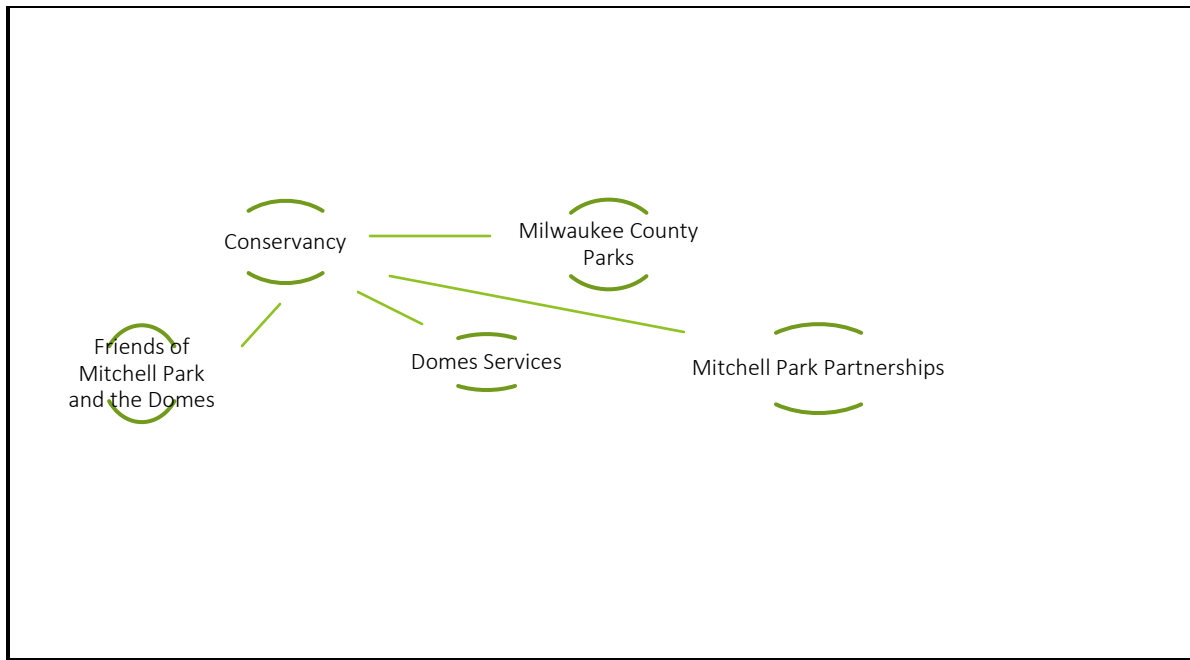 Conservancy
Milwaukee County
Parks
Friends of
Mitchell Park
and the Domes
Domes Services
Mitchell Park Partnerships